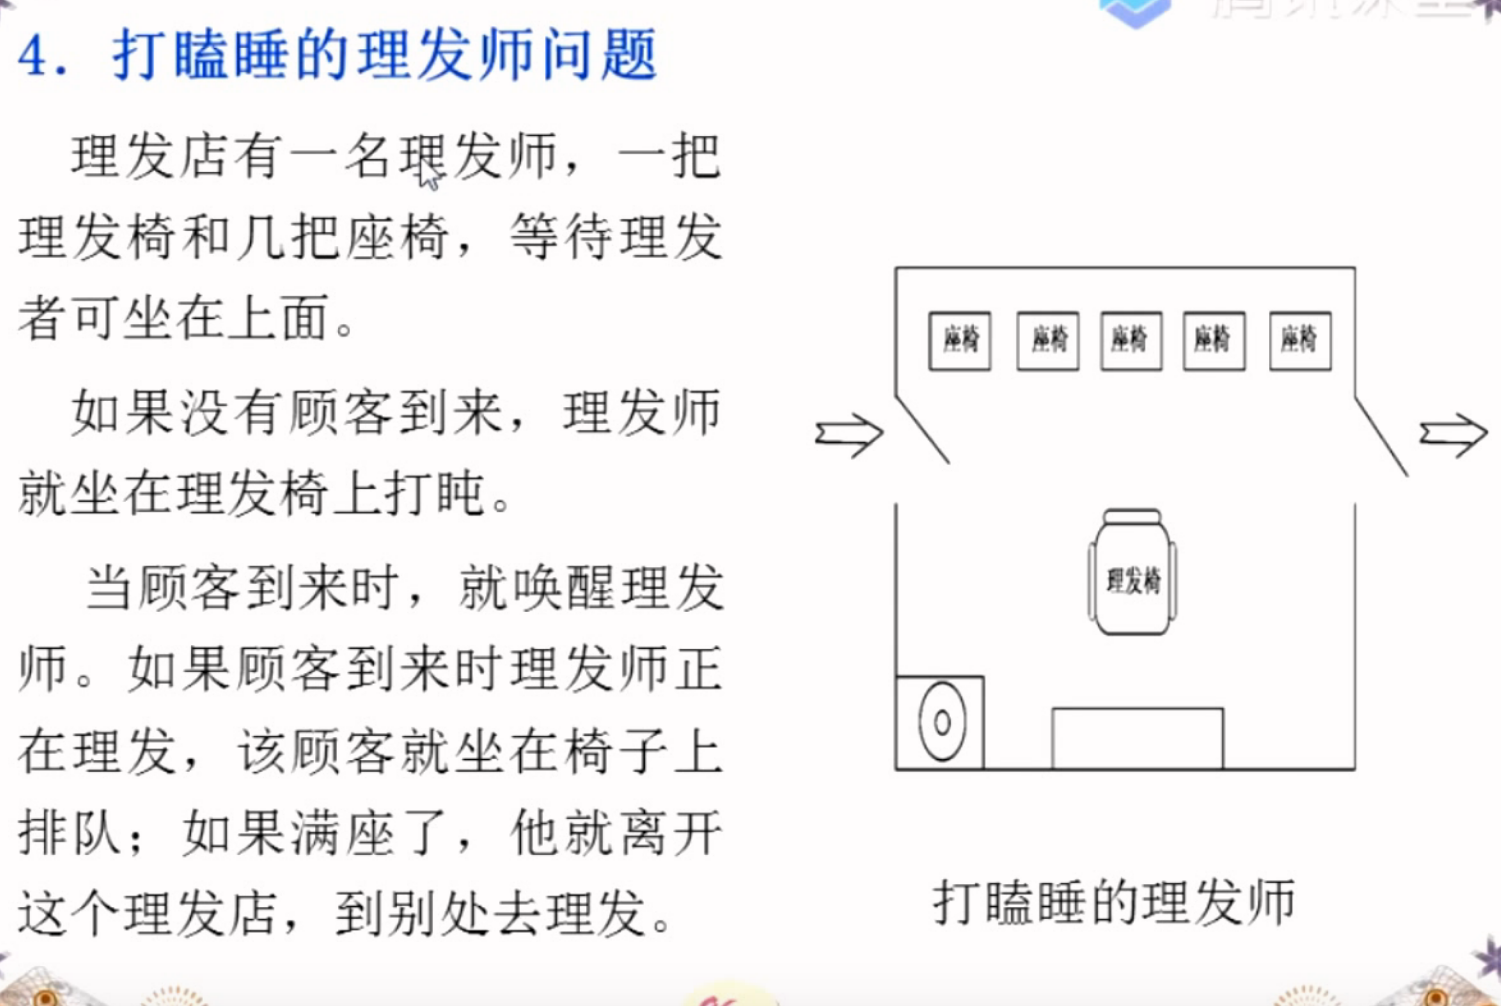 4. 打瞌睡的理发师问题
理发店有一名理发师，一把
理发椅和几把座椅，等待理发
者可坐在上面。
如果没有顾客到来，理发师
就坐在理发椅上打盹。
当顾客到来时，就唤醒理发
师。如果顾客到来时理发师正
在理发，该顾客就坐在椅子上
排队；如果满座了，他就离开
这个理发店，到别处去理发。
座椅 座椅 座椅 座椅 座椅
理发椅
打瞌睡的理发师